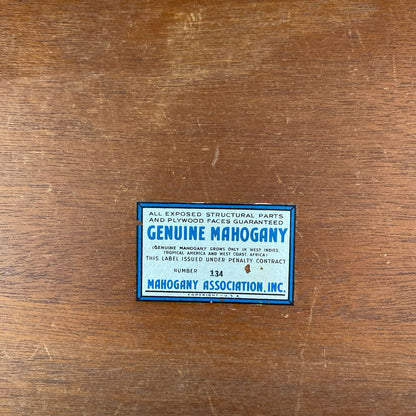 ALL EXPOSED STRUCTURAL PARTS
AND PLYWOOD FACES GUARANTEED
GENUINE MAHOGANY
(GENUINE MAHOGANY GROWS ONLY IN WEST INDIES,
TROPICAL AMERICA AND WEST COAST, AFRICA)
THIS LABEL ISSUED UNDER PENALTY CONTRACT
NUMBER 134
MAHOGANY ASSOCIATION, INC.
COPYRIGHT - U.S.A.